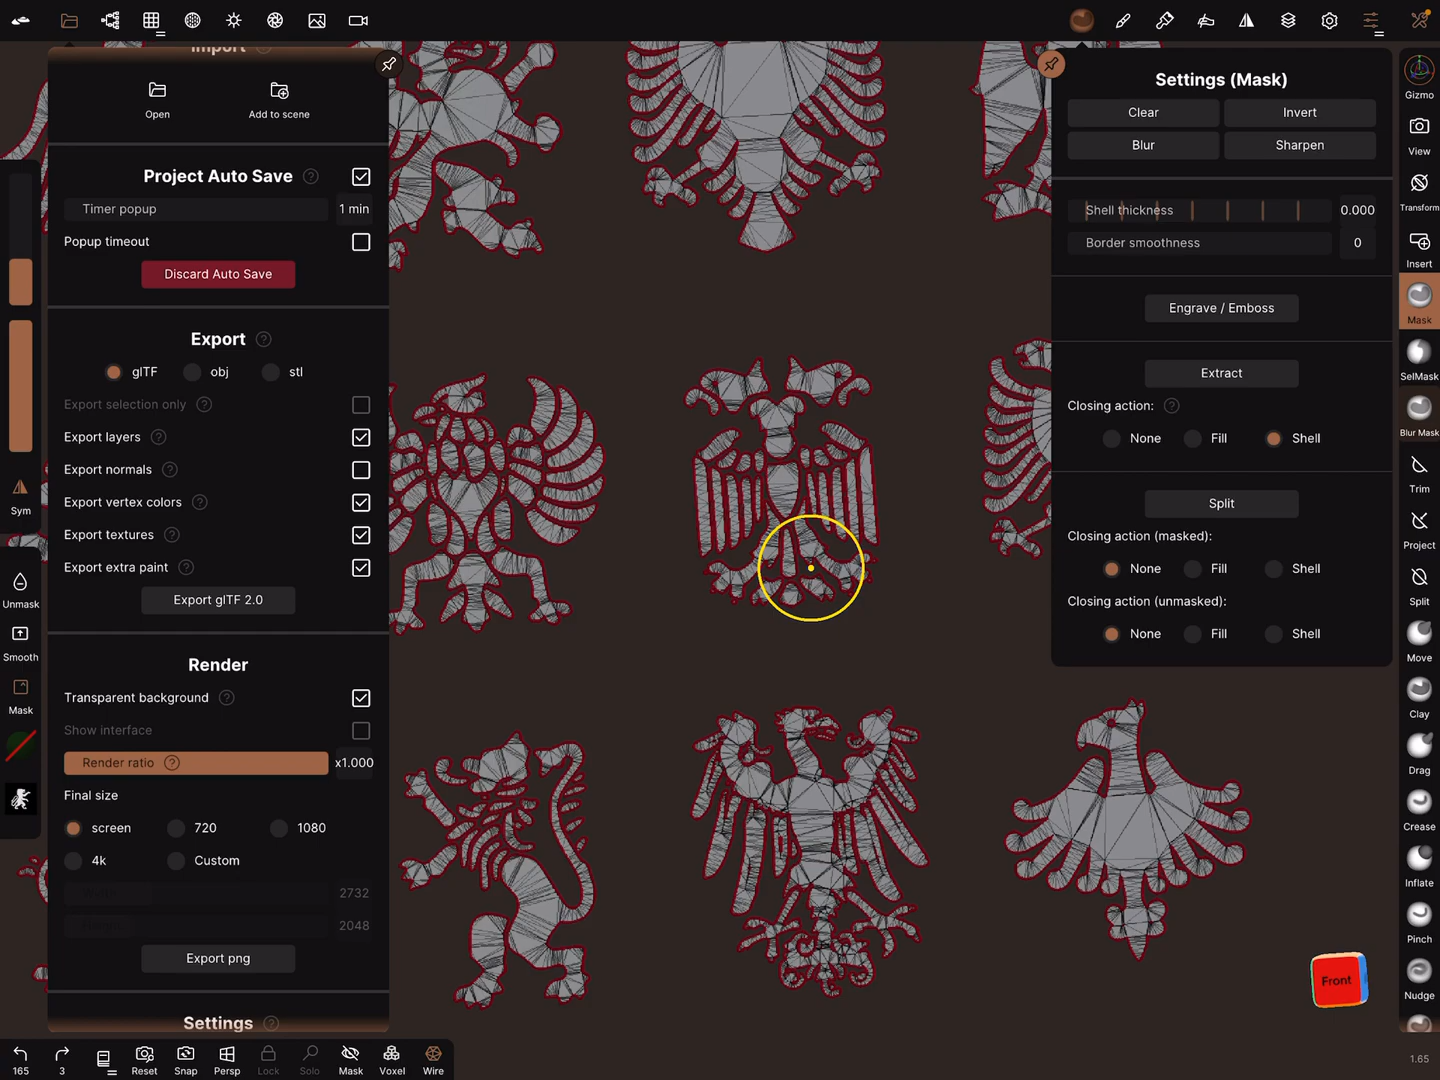 Import
Open
Add to scene
Project Auto Save
Timer popup
1 min
Popup timeout
Discard Auto Save
Export
glTF
obj
stl
Export selection only
Export layers
Export normals
Export vertex colors
Export textures
Export extra paint
Export glTF 2.0
Render
Transparent background
Show interface
Render ratio
x1.000
Final size
screen
720
1080
4k
Custom
2732
2048
Export png
Settings
Sym
Unmask
Smooth
Mask
165
3
Reset
Snap
Persp
Lock
Solo
Mask
Voxel
Wire
Settings (Mask)
Clear
Invert
Blur
Sharpen
Shell thickness
0.000
Border smoothness
0
Engrave / Emboss
Extract
Closing action:
None
Fill
Shell
Split
Closing action (masked):
None
Fill
Shell
Closing action (unmasked):
None
Fill
Shell
Front
Gizmo
View
Transform
Insert
Mask
SelMask
Blur Mask
Trim
Project
Split
Move
Clay
Drag
Crease
Inflate
Pinch
Nudge
1.65